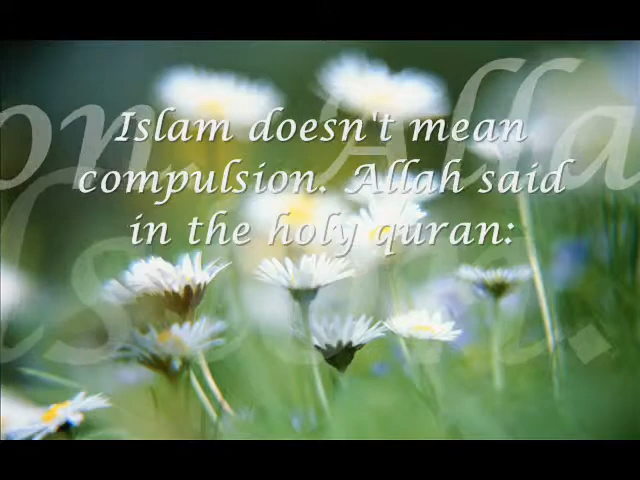 Islam doesn't mean
compulsion. Allah said
in the holy quran: